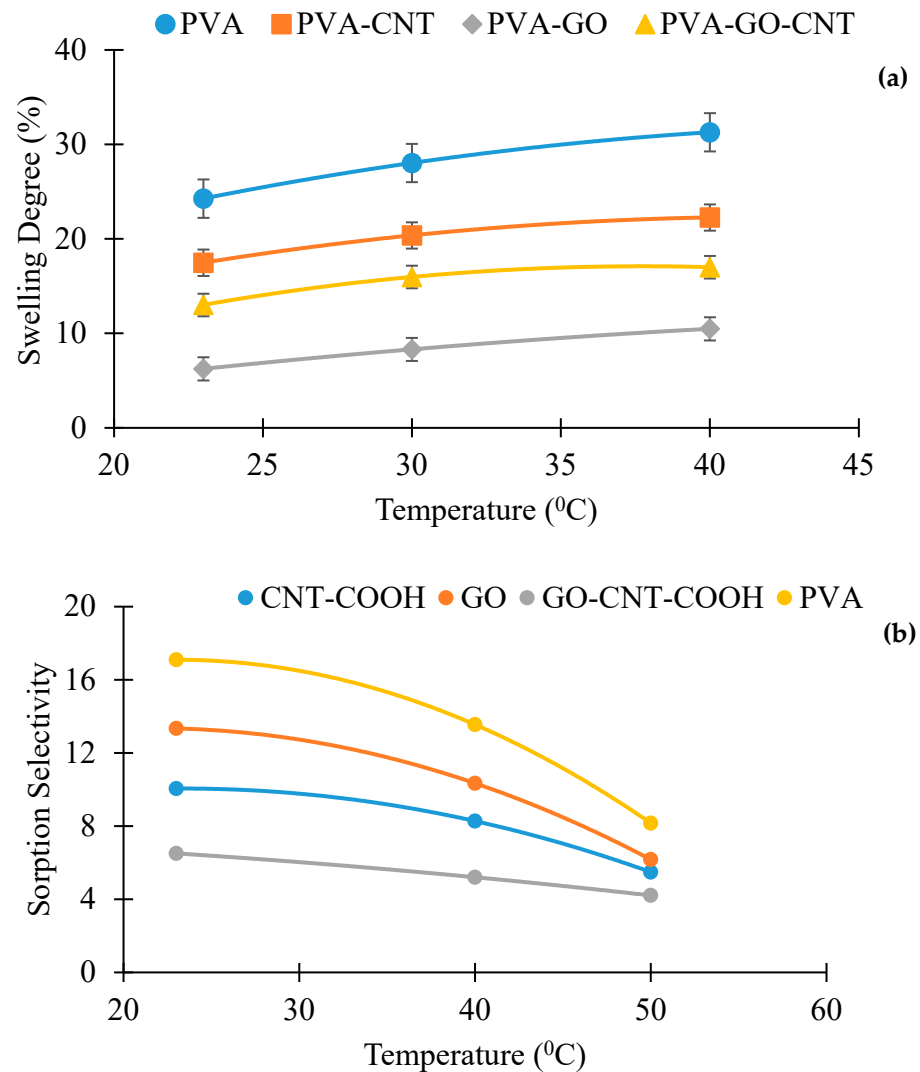 PVA PVA-CNT PVA-GO PVA-GO-CNT
(a)
40
30
20
10
0
Swelling Degree (%)
20 25 30 35 40 45
Temperature (⁰C)
CNT-COOH GO GO-CNT-COOH PVA
(b)
20
16
12
8
4
0
Sorption Selectivity
20 30 40 50 60
Temperature (⁰C)